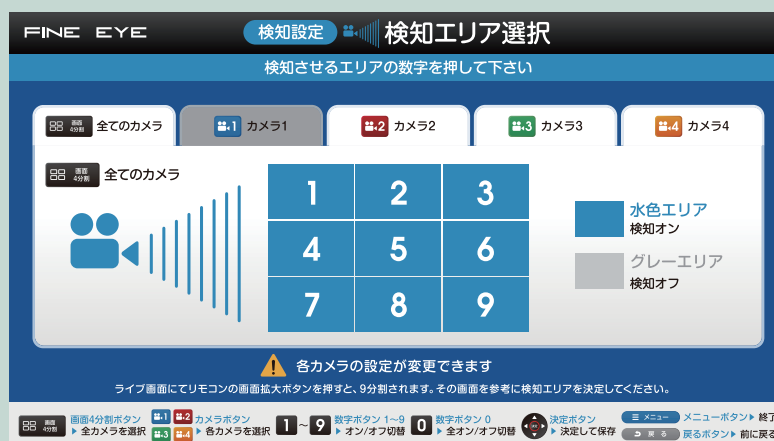 FINE EYE
検知設定 検知エリア選択
検知させるエリアの数字を押して下さい
画面4分割 全てのカメラ
1 カメラ1
2 カメラ2
3 カメラ3
4 カメラ4
画面4分割 全てのカメラ
1 2 3
4 5 6
7 8 9
水色エリア
検知オン
グレーエリア
検知オフ
各カメラの設定が変更できます
ライブ画面にてリモコンの画面拡大ボタンを押すと、9分割されます。その画面を参考に検知エリアを決定してください。
画面4分割 画面4分割ボタン
▶ 全カメラを選択
1 2 3 4 カメラボタン
▶ 各カメラを選択
1 ~ 9 数字ボタン 1~9
▶ オン/オフ切替
0 数字ボタン 0
▶ 全オン/オフ切替
決定ボタン
▶ 決定して保存
メニュー メニューボタン ▶ 終了
戻る 戻るボタン ▶ 前に戻る